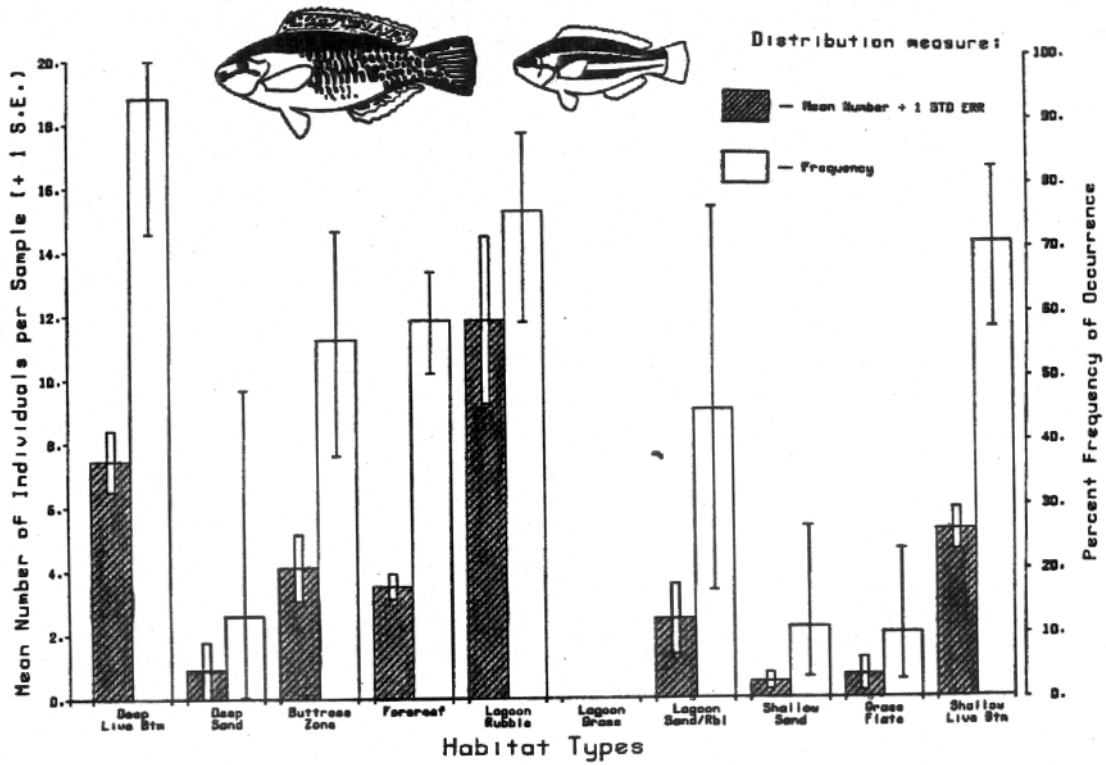 Distribution measure:
Mean Number + 1 STD ERR
Frequency
Mean Number of Individuals per Sample (+ 1 S.E.)
20.
18.
16.
14.
12.
10.
8.
6.
4.
2.
0.
100.
90.
80.
70.
60.
50.
40.
30.
20.
10.
0.
Percent Frequency of Occurrence
Deep
Live Btm
Deep
Sand
Buttress
Zone
Forereef
Lagoon
Rubble
Lagoon
Grass
Lagoon
Sand/Rbl
Shallow
Sand
Grass
Flats
Shallow
Live Btm
Habitat Types